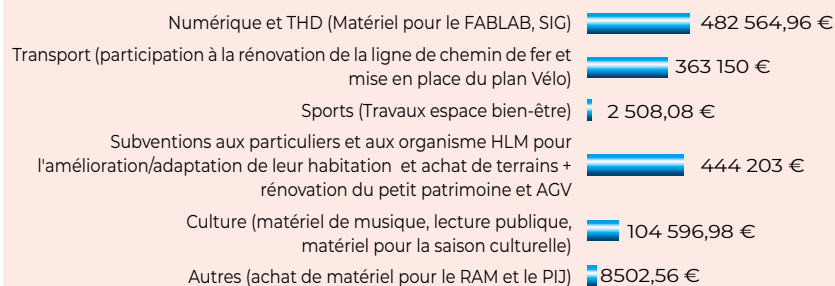 Numérique et THD (Matériel pour le FABLAB, SIG) 482 564,96 €
Transport (participation à la rénovation de la ligne de chemin de fer et
mise en place du plan Vélo) 363 150 €
Sports (Travaux espace bien-être) 2 508,08 €
Subventions aux particuliers et aux organisme HLM pour
l'amélioration/adaptation de leur habitation et achat de terrains + 444 203 €
rénovation du petit patrimoine et AGV
Culture (matériel de musique, lecture publique, 104 596,98 €
matériel pour la saison culturelle)
Autres (achat de matériel pour le RAM et le PIJ) 8502,56 €